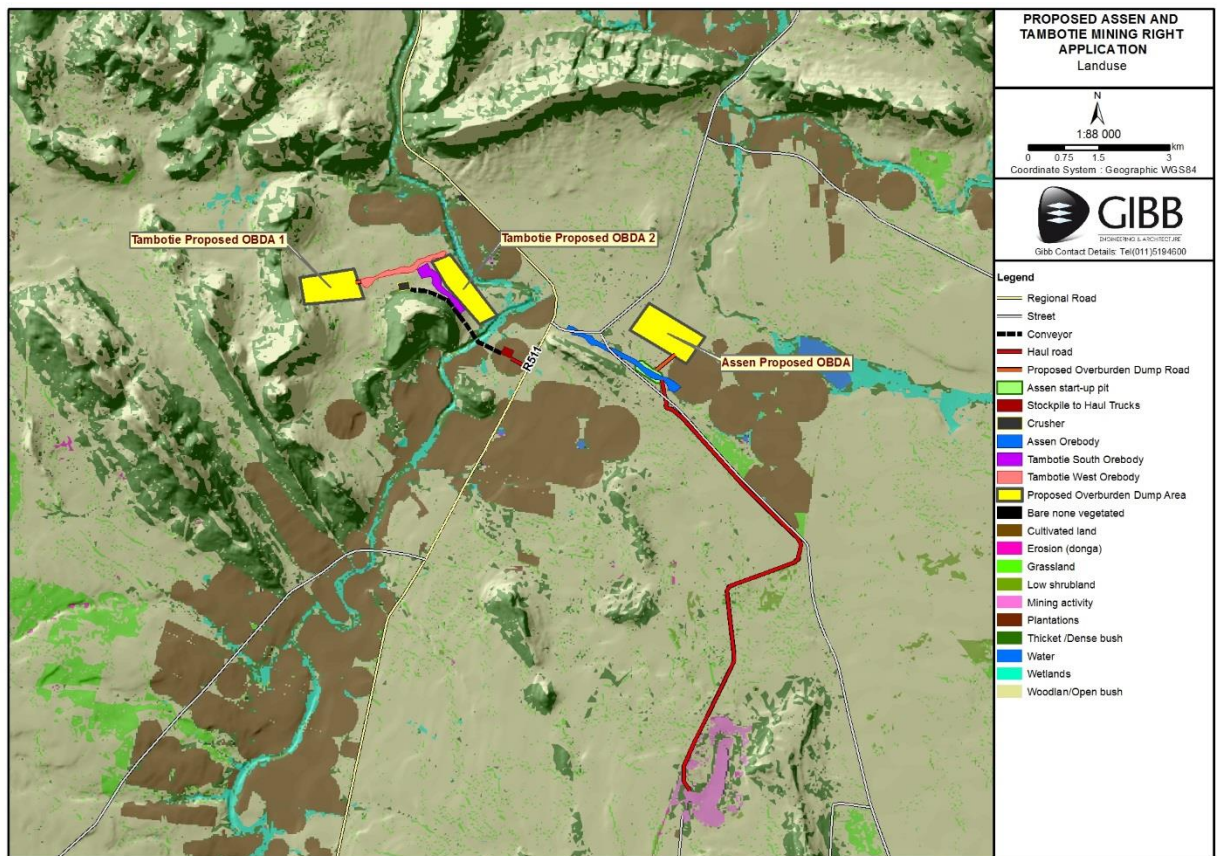 Tambotie Proposed OBDA 1
Tambotie Proposed OBDA 2
Assen Proposed OBDA
R511
PROPOSED ASSEN AND
TAMBOTIE MINING RIGHT
APPLICATION
Landuse
N
1:88 000
0 0.75 1.5 3
km
Coordinate System : Geographic WGS84
GIBB
ENGINEERING & ARCHITECTURE
Gibb Contact Details: Tel(011)5194600
Legend
Regional Road
Street
Conveyor
Haul road
Proposed Overburden Dump Road
Assen start-up pit
Stockpile to Haul Trucks
Crusher
Assen Orebody
Tambotie South Orebody
Tambotie West Orebody
Proposed Overburden Dump Area
Bare none vegetated
Cultivated land
Erosion (donga)
Grassland
Low shrubland
Mining activity
Plantations
Thicket /Dense bush
Water
Wetlands
Woodlan/Open bush